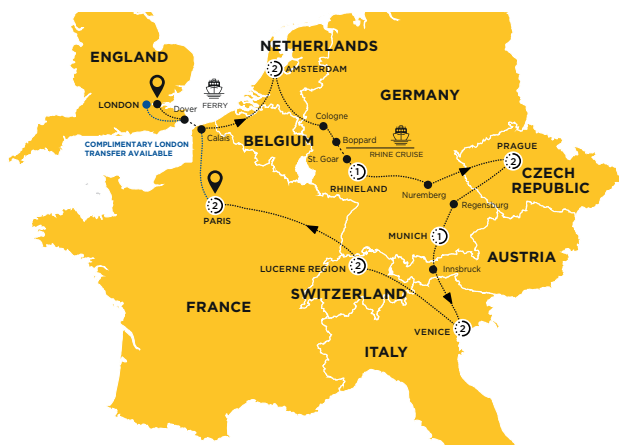 NETHERLANDS
ENGLAND
2
AMSTERDAM
GERMANY
LONDON
Dover
FERRY
Calais
COMPLIMENTARY LONDON
TRANSFER AVAILABLE
BELGIUM
Cologne
Boppard
RHINE CRUISE
St. Goar
1
RHINELAND
Nuremberg
PRAGUE
2
CZECH
REPUBLIC
Regensburg
2
PARIS
MUNICH
1
AUSTRIA
LUCERNE REGION
2
Innsbruck
SWITZERLAND
FRANCE
VENICE
2
ITALY